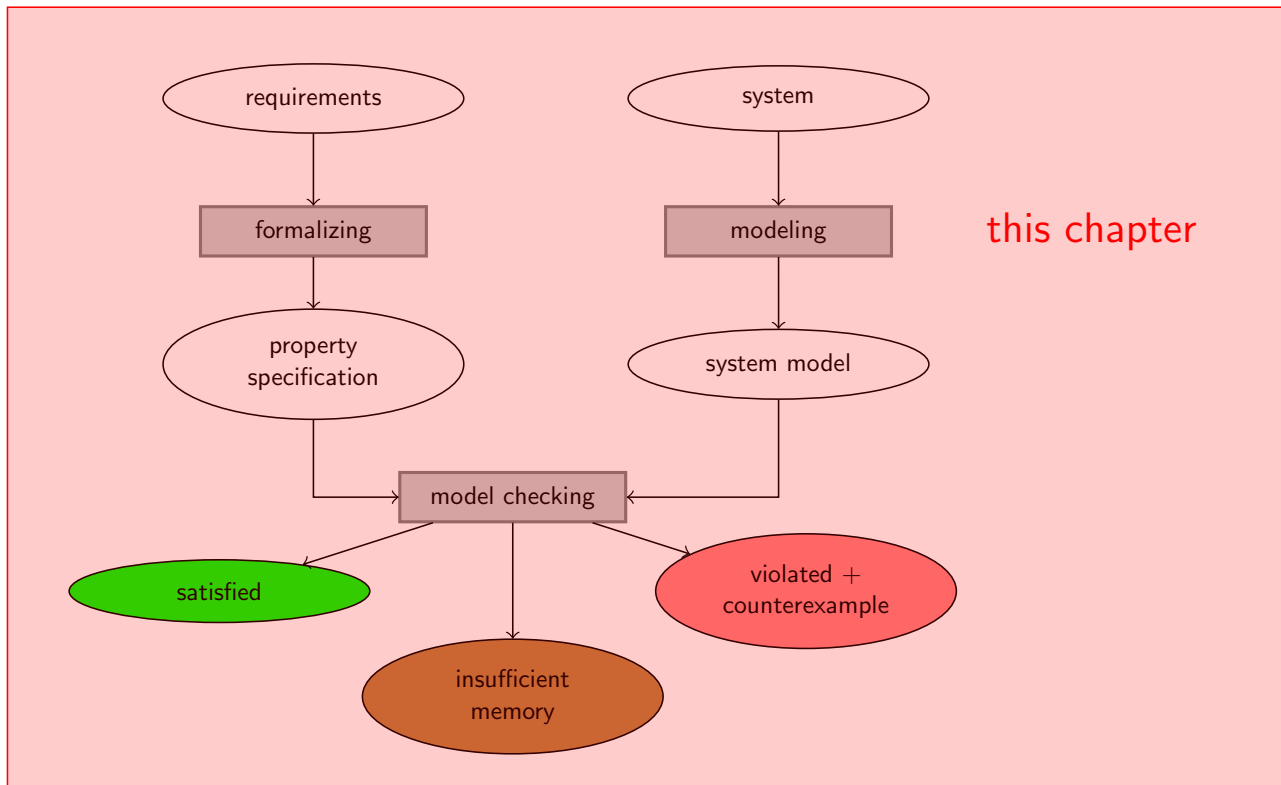 requirements
system
formalizing
modeling
this chapter
property
specification
system model
model checking
satisfied
violated +
counterexample
insufficient
memory